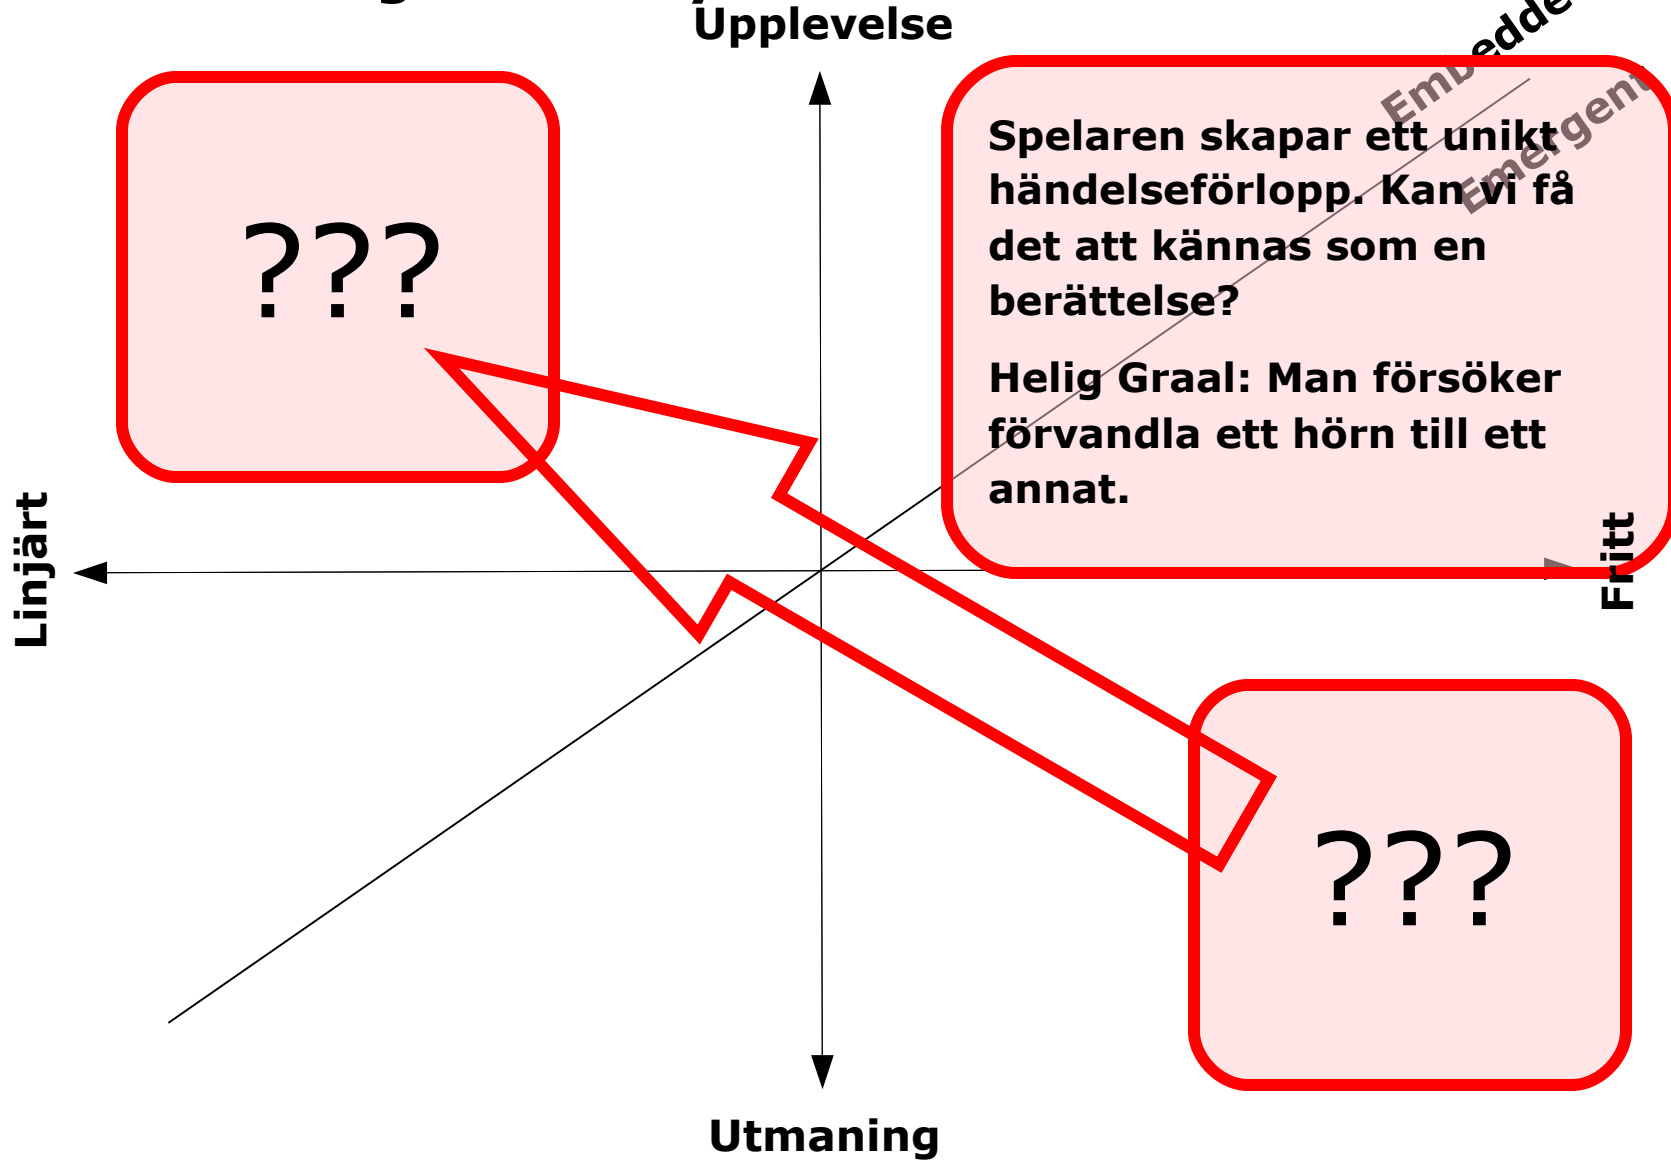 Upplevelse
Embedde
Emergent
Spelaren skapar ett unikt
händelseförlopp. Kan vi få
det att kännas som en
berättelse?
Helig Graal: Man försöker
förvandla ett hörn till ett
annat.
???
Linjärt
Fritt
???
Utmaning